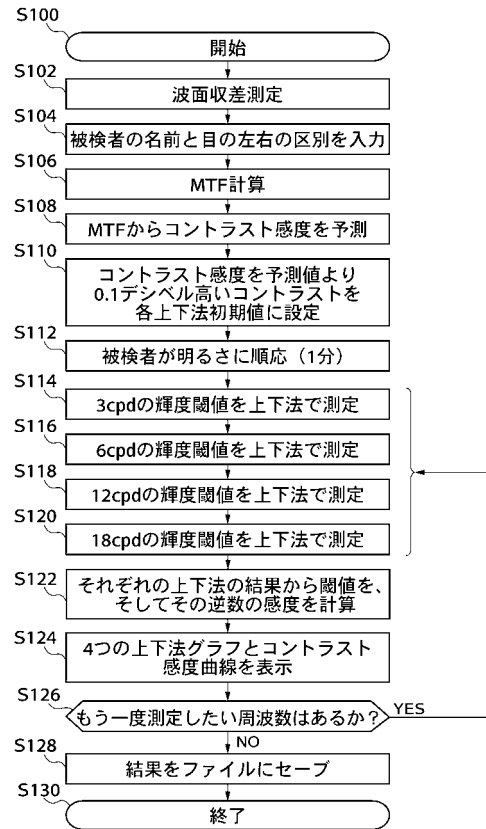 S100
開始
S102
波面収差測定
S104
被検者の名前と目の左右の区別を入力
S106
MTF計算
S108
MTFからコントラスト感度を予測
S110
コントラスト感度を予測値より
0.1デシベル高いコントラストを
各上下法初期値に設定
S112
被検者が明るさに順応（1分）
S114
3cpdの輝度閾値を上下法で測定
S116
6cpdの輝度閾値を上下法で測定
S118
12cpdの輝度閾値を上下法で測定
S120
18cpdの輝度閾値を上下法で測定
S122
それぞれの上下法の結果から閾値を、
そしてその逆数の感度を計算
S124
4つの上下法グラフとコントラスト
感度曲線を表示
S126
もう一度測定したい周波数はあるか？
YES
NO
S128
結果をファイルにセーブ
S130
終了